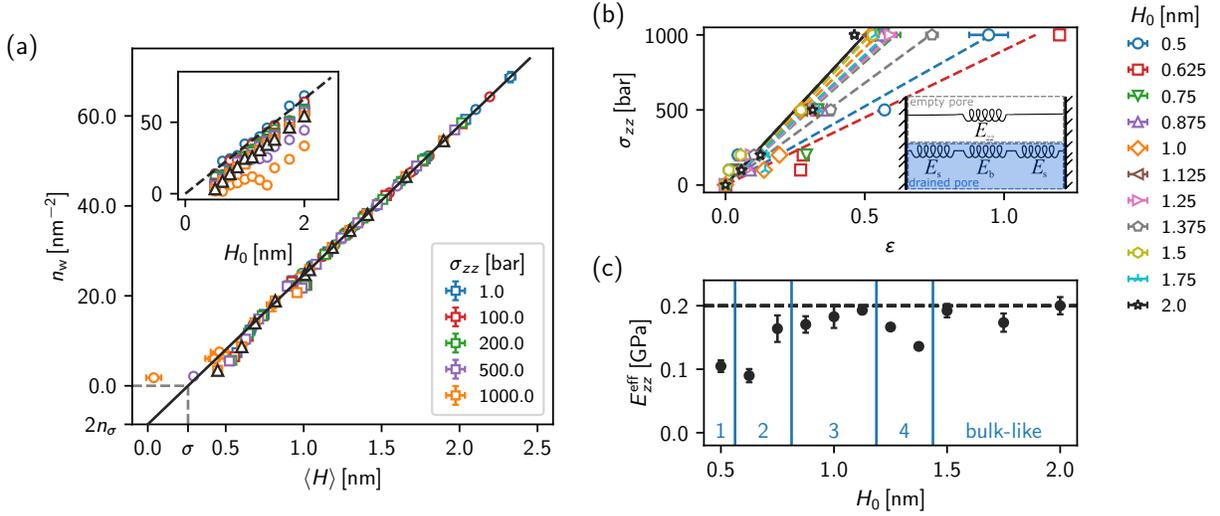 (a)
60.0
40.0
20.0
0.0
2nσ
n_w [nm⁻²]
50
0
0
2
H₀ [nm]
σ_zz [bar]
1.0
100.0
200.0
500.0
1000.0
0.0
σ
0.5
1.0
1.5
2.0
2.5
⟨H⟩ [nm]
(b)
1000
500
0
σ_zz [bar]
0.0
0.5
1.0
ε
empty pore
drained pore
E_s
E_b
E_s
H₀ [nm]
0.5
0.625
0.75
0.875
1.0
1.125
1.25
1.375
1.5
1.75
2.0
(c)
0.2
0.1
0.0
E_zz^eff [GPa]
1
2
3
4
bulk-like
0.5
1.0
1.5
2.0
H₀ [nm]